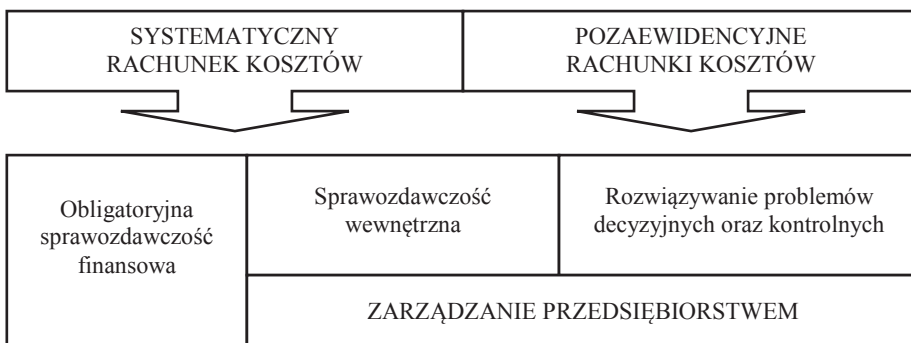 SYSTEMATYCZNY
RACHUNEK KOSZTÓW
POZAEWIDENCYJNE
RACHUNKI KOSZTÓW
Obligatoryjna
sprawozdawczość
finansowa
Sprawozdawczość
wewnętrzna
Rozwiązywanie problemów
decyzyjnych oraz kontrolnych
ZARZĄDZANIE PRZEDSIĘBIORSTWEM